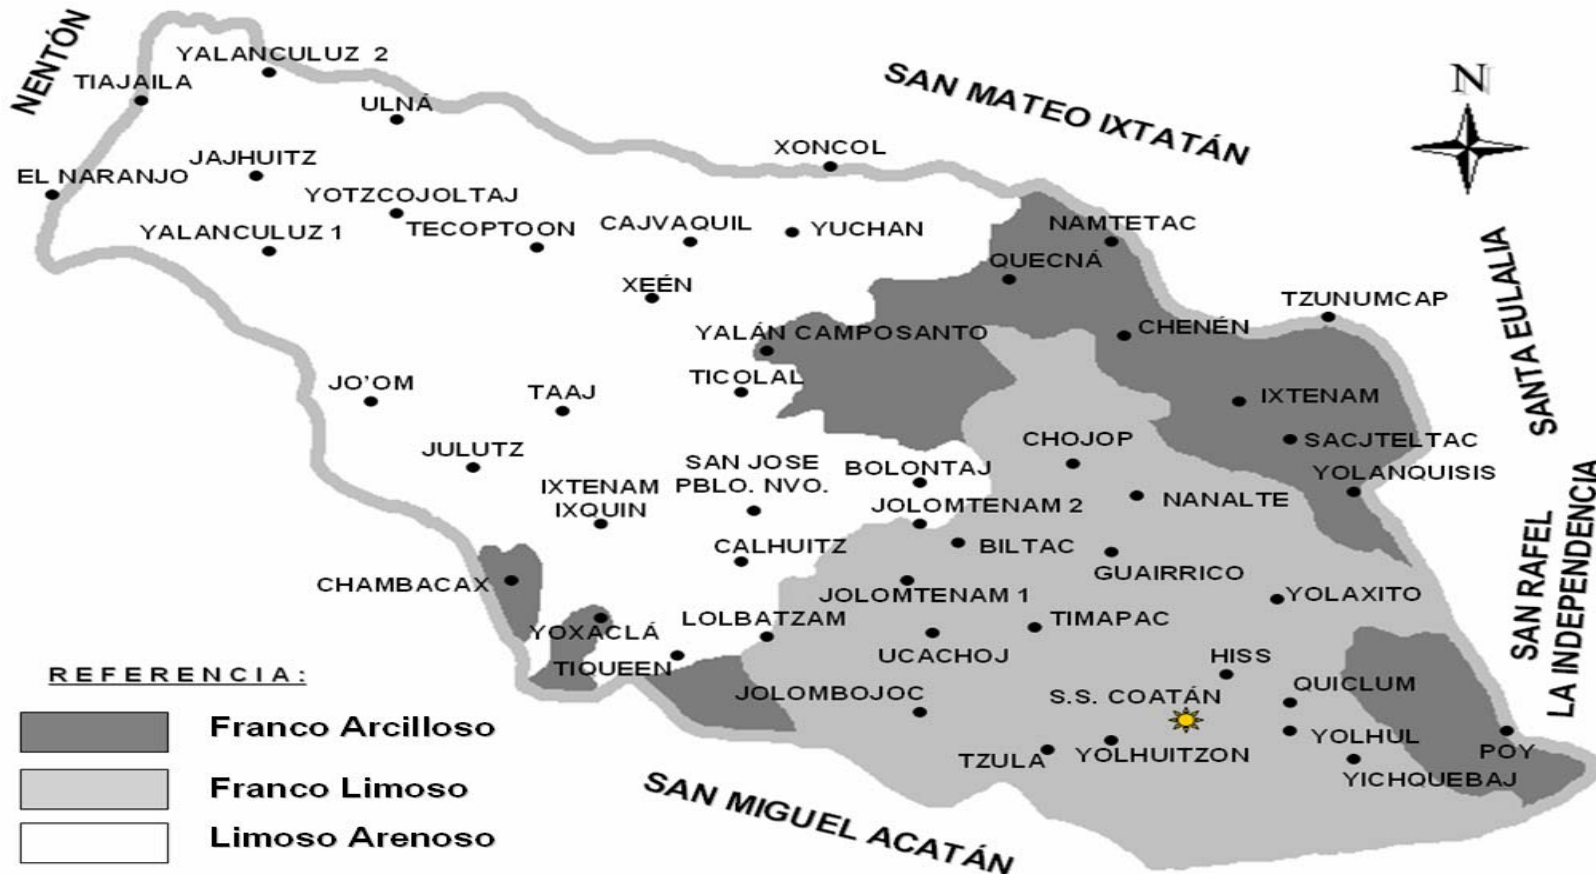 NENTÓN
YALANCULUZ 2
TIAJAILA
ULNÁ
SAN MATEO IXTATÁN
N
XONCOL
JAJHUITZ
EL NARANJO
YOTZCOJOLTAJ
YALANCULUZ 1
TECOPTOON
CAJVAQUIL
YUCHAN
NAMTETAC
QUECNÁ
XEÉN
TZUNUMCAP
SANTA EULALIA
YALÁN CAMPOSANTO
CHENÉN
TICOLAL
JO'OM
TAAJ
IXTENAM
CHOJOP
SACJTELTAC
JULUTZ
SAN JOSE
PBLO. NVO.
BOLONTAJ
YOLANQUISIS
IXTENAM
IXQUIN
NANALTE
JOLOMTENAM 2
CALHUITZ
BILTAC
GUAIRRICO
SAN RAFEL
LA INDEPENDENCIA
CHAMBACAX
JOLOMTENAM 1
YOLAXITO
YOXACLÁ
LOLBATZAM
TIMAPAC
UCACHOJ
HISS
TIQUEEN
REFERENCIA:
JOLOMBOJOC
S.S. COATÁN
QUICLUM
Franco Arcilloso
TZULA
YOLHUITZON
YOLHUL
POY
YICHQUEBAJ
Franco Limoso
SAN MIGUEL ACATÁN
Limoso Arenoso